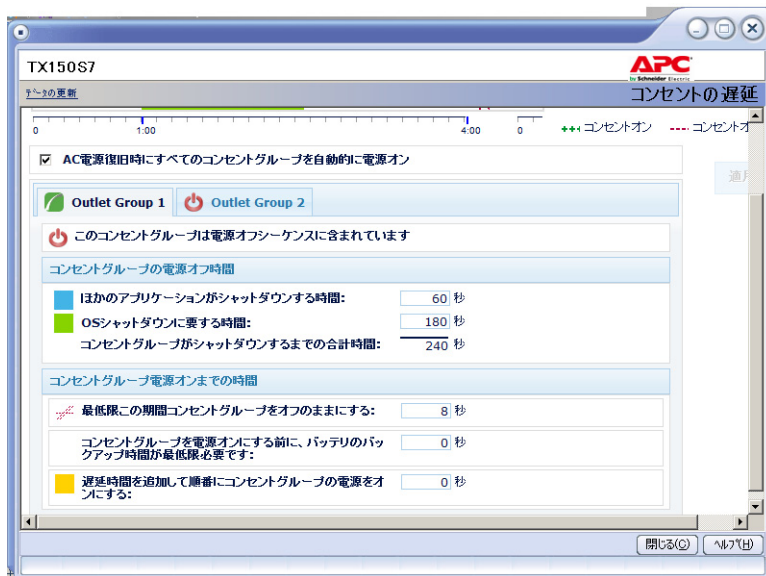 TX150S7
APC
by Schneider Electric
データの更新
コンセントの遅延
0 1:00 4:00 0
コンセントオン
コンセントオ
AC電源復旧時にすべてのコンセントグループを自動的に電源オン
適用
Outlet Group 1
Outlet Group 2
このコンセントグループは電源オフシーケンスに含まれています
コンセントグループの電源オフ時間
ほかのアプリケーションがシャットダウンする時間: 60 秒
OSシャットダウンに要する時間: 180 秒
コンセントグループがシャットダウンするまでの合計時間: 240 秒
コンセントグループ電源オンまでの時間
最低限この期間コンセントグループをオフのままにする: 8 秒
コンセントグループを電源オンにする前に、バッテリのバッ
クアップ時間が最低限必要です: 0 秒
遅延時間を追加して順番にコンセントグループの電源をオ
ンにする: 0 秒
閉じる(C)
ヘルプ(H)